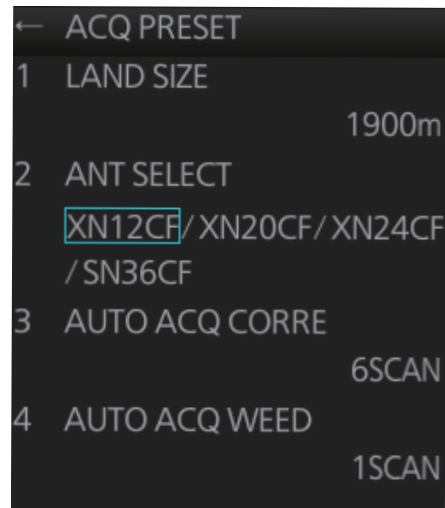 ← ACQ PRESET
1 LAND SIZE
1900m
2 ANT SELECT
XN12CF/XN20CF/XN24CF
/SN36CF
3 AUTO ACQ CORRE
6SCAN
4 AUTO ACQ WEED
1SCAN